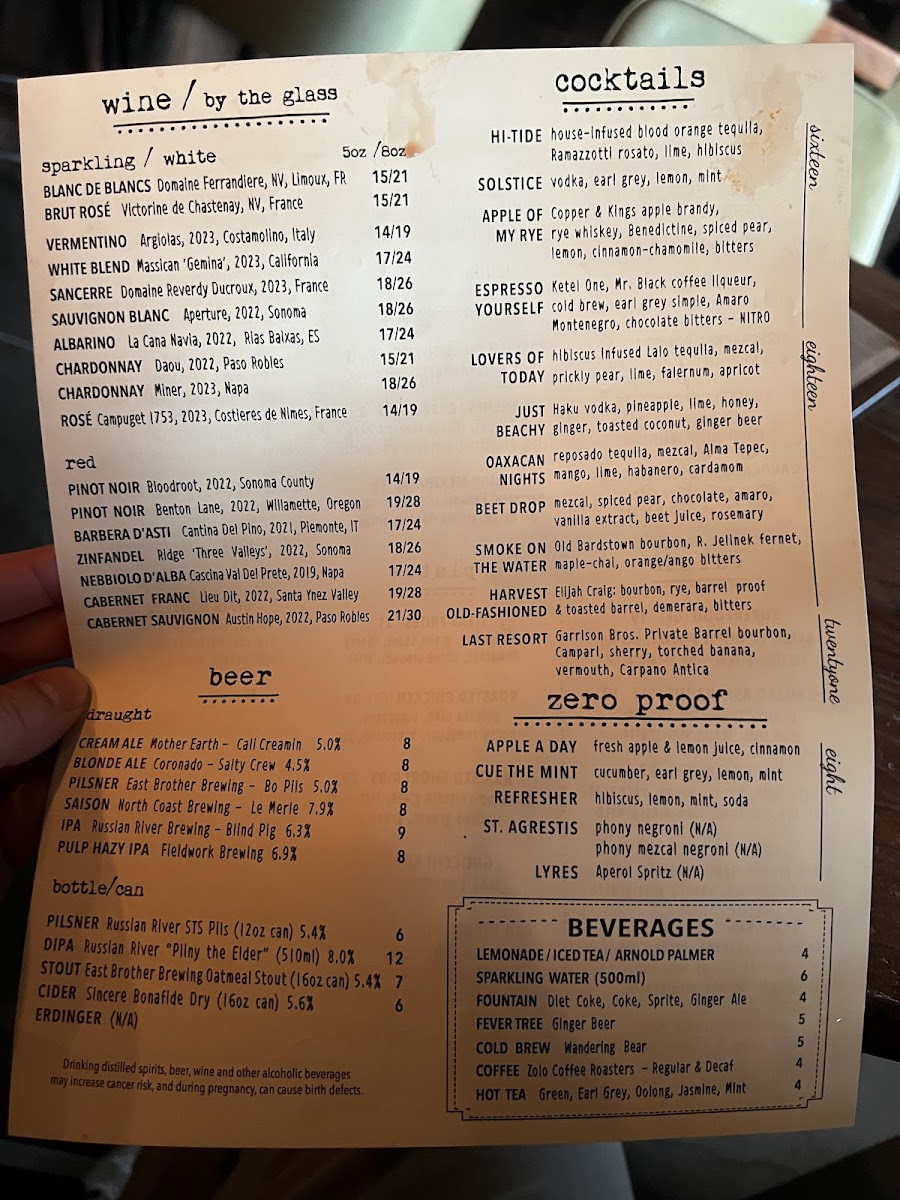 wine / by the glass
sparkling / white 5oz /8oz
BLANC DE BLANCS Domaine Ferrandiere, NV, Limoux, FR 15/21
BRUT ROSÉ Victorine de Chastenay, NV, France 15/21
VERMENTINO Argiolas, 2023, Costamolino, Italy 14/19
WHITE BLEND Massican 'Gemina', 2023, California 17/24
SANCERRE Domaine Reverdy Ducroux, 2023, France 18/26
SAUVIGNON BLANC Aperture, 2022, Sonoma 18/26
ALBARINO La Cana Navia, 2022, Rias Baixas, ES 17/24
CHARDONNAY Daou, 2022, Paso Robles 15/21
CHARDONNAY Miner, 2023, Napa 18/26
ROSÉ Campuget 1753, 2023, Costieres de Nimes, France 14/19
red
PINOT NOIR Bloodroot, 2022, Sonoma County 14/19
PINOT NOIR Benton Lane, 2022, Willamette, Oregon 19/28
BARBERA D'ASTI Cantina Del Pino, 2021, Piemonte, IT 17/24
ZINFANDEL Ridge 'Three Valleys', 2022, Sonoma 18/26
NEBBIOLO D'ALBA Cascina Val Del Prete, 2019, Napa 17/24
CABERNET FRANC Lieu Dit, 2022, Santa Ynez Valley 19/28
CABERNET SAUVIGNON Austin Hope, 2022, Paso Robles 21/30
beer
draught
CREAM ALE Mother Earth - Cali Creamin 5.0% 8
BLONDE ALE Coronado - Salty Crew 4.5% 8
PILSNER East Brother Brewing - Bo Pils 5.0% 8
SAISON North Coast Brewing - Le Merle 7.9% 8
IPA Russian River Brewing - Blind Pig 6.3% 9
PULP HAZY IPA Fieldwork Brewing 6.9% 8
bottle/can
PILSNER Russian River STS Pils (12oz can) 5.4% 6
DIPA Russian River "Pliny the Elder" (510ml) 8.0% 12
STOUT East Brother Brewing Oatmeal Stout (16oz can) 5.4% 7
CIDER Sincere Bonafide Dry (16oz can) 5.6% 6
ERDINGER (N/A)
Drinking distilled spirits, beer, wine and other alcoholic beverages
may increase cancer risk, and during pregnancy, can cause birth defects.
cocktails
sixteen
HI-TIDE house-infused blood orange tequila,
Ramazzotti rosato, lime, hibiscus
SOLSTICE vodka, earl grey, lemon, mint
APPLE OF Copper & Kings apple brandy,
MY RYE rye whiskey, Benedictine, spiced pear,
lemon, cinnamon-chamomile, bitters
ESPRESSO Ketel One, Mr. Black coffee liqueur,
YOURSELF cold brew, earl grey simple, Amaro
Montenegro, chocolate bitters - NITRO
eighteen
LOVERS OF hibiscus infused Lalo tequila, mezcal,
TODAY prickly pear, lime, falernum, apricot
JUST Haku vodka, pineapple, lime, honey,
BEACHY ginger, toasted coconut, ginger beer
OAXACAN reposado tequila, mezcal, Alma Tepec,
NIGHTS mango, lime, habanero, cardamom
BEET DROP mezcal, spiced pear, chocolate, amaro,
vanilla extract, beet juice, rosemary
SMOKE ON Old Bardstown bourbon, R. Jelinek fernet,
THE WATER maple-chai, orange/ango bitters
HARVEST Elijah Craig: bourbon, rye, barrel proof
OLD-FASHIONED & toasted barrel, demerara, bitters
twentyone
LAST RESORT Garrison Bros. Private Barrel bourbon,
Campari, sherry, torched banana,
vermouth, Carpano Antica
zero proof
eight
APPLE A DAY fresh apple & lemon juice, cinnamon
CUE THE MINT cucumber, earl grey, lemon, mint
REFRESHER hibiscus, lemon, mint, soda
ST. AGRESTIS phony negroni (N/A)
phony mezcal negroni (N/A)
LYRES Aperol Spritz (N/A)
BEVERAGES
LEMONADE / ICED TEA / ARNOLD PALMER 4
SPARKLING WATER (500ml) 6
FOUNTAIN Diet Coke, Coke, Sprite, Ginger Ale 4
FEVER TREE Ginger Beer 5
COLD BREW Wandering Bear 5
COFFEE Zolo Coffee Roasters - Regular & Decaf 4
HOT TEA Green, Earl Grey, Oolong, Jasmine, Mint 4